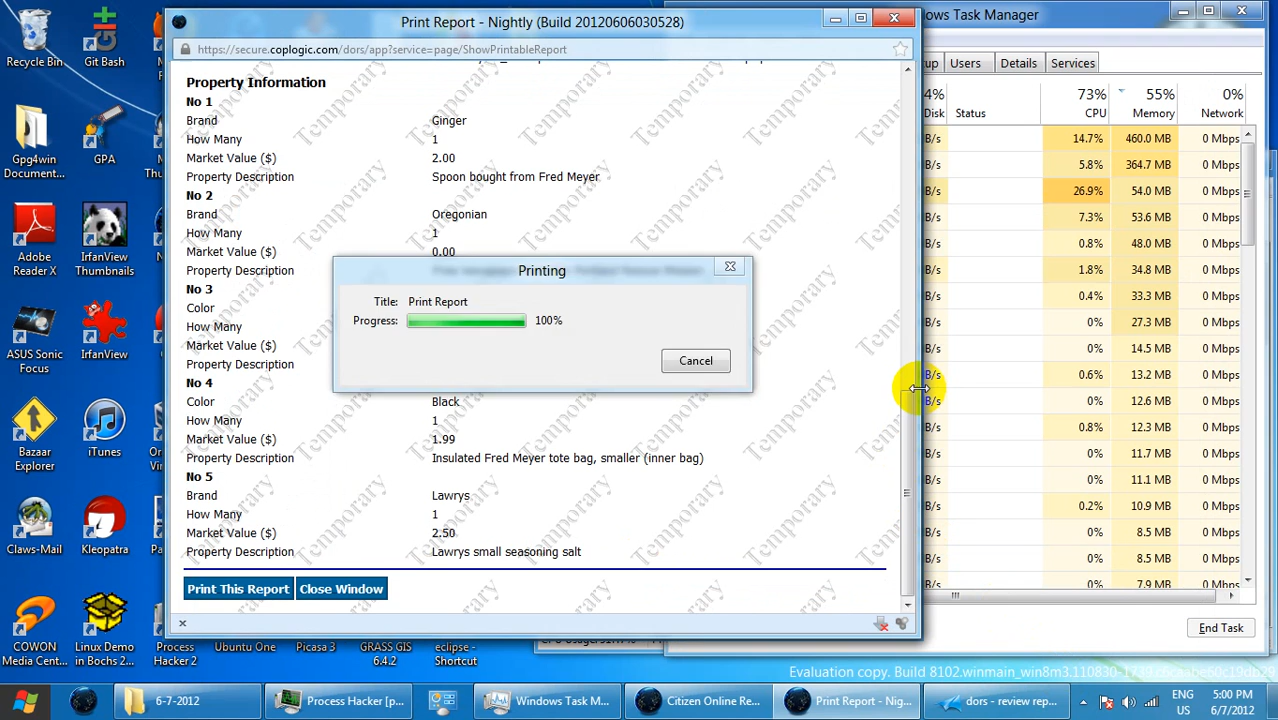 Print Report - Nightly (Build 20120606030528)
https://secure.coplogic.com/dors/app?service=page/ShowPrintableReport
Property Information
No 1
Brand Ginger
How Many 1
Market Value ($) 2.00
Property Description Spoon bought from Fred Meyer
No 2
Brand Oregonian
How Many 1
Market Value ($) 0.00
Property Description
No 3
Color
How Many
Market Value ($)
Property Description
No 4
Color Black
How Many 1
Market Value ($) 1.99
Property Description Insulated Fred Meyer tote bag, smaller (inner bag)
No 5
Brand Lawrys
How Many 1
Market Value ($) 2.50
Property Description Lawrys small seasoning salt
Print This Report Close Window
Temporary
Printing
Title: Print Report
Progress: 100%
Cancel
Windows Task Manager
Users Details Services
4% 73% 55% 0%
Disk Status CPU Memory Network
B/s 14.7% 460.0 MB 0 Mbps
B/s 5.8% 364.7 MB 0 Mbps
B/s 26.9% 54.0 MB 0 Mbps
B/s 7.3% 53.6 MB 0 Mbps
B/s 0.8% 48.0 MB 0 Mbps
B/s 1.8% 34.8 MB 0 Mbps
B/s 0.4% 33.3 MB 0 Mbps
B/s 0% 27.3 MB 0 Mbps
B/s 0% 14.5 MB 0 Mbps
B/s 0.6% 13.2 MB 0 Mbps
B/s 0% 12.6 MB 0 Mbps
B/s 0.8% 12.3 MB 0 Mbps
B/s 0% 11.7 MB 0 Mbps
B/s 0% 11.1 MB 0 Mbps
B/s 0.2% 10.9 MB 0 Mbps
B/s 0% 8.5 MB 0 Mbps
B/s 0% 8.5 MB 0 Mbps
B/s 0% 7.9 MB 0 Mbps
End Task
Recycle Bin
Git Bash
Gpg4win Document...
GPA
Adobe Reader X
IrfanView Thumbnails
ASUS Sonic Focus
IrfanView
Bazaar Explorer
iTunes
Claws-Mail
Kleopatra
COWON Media Cent...
Linux Demo in Bochs 2...
Process Hacker 2
Ubuntu One
Picasa 3
GRASS GIS 6.4.2
eclipse - Shortcut
6-7-2012
Process Hacker [p...
Windows Task M...
Citizen Online Re...
Print Report - Nig...
dors - review rep...
ENG US
5:00 PM
6/7/2012